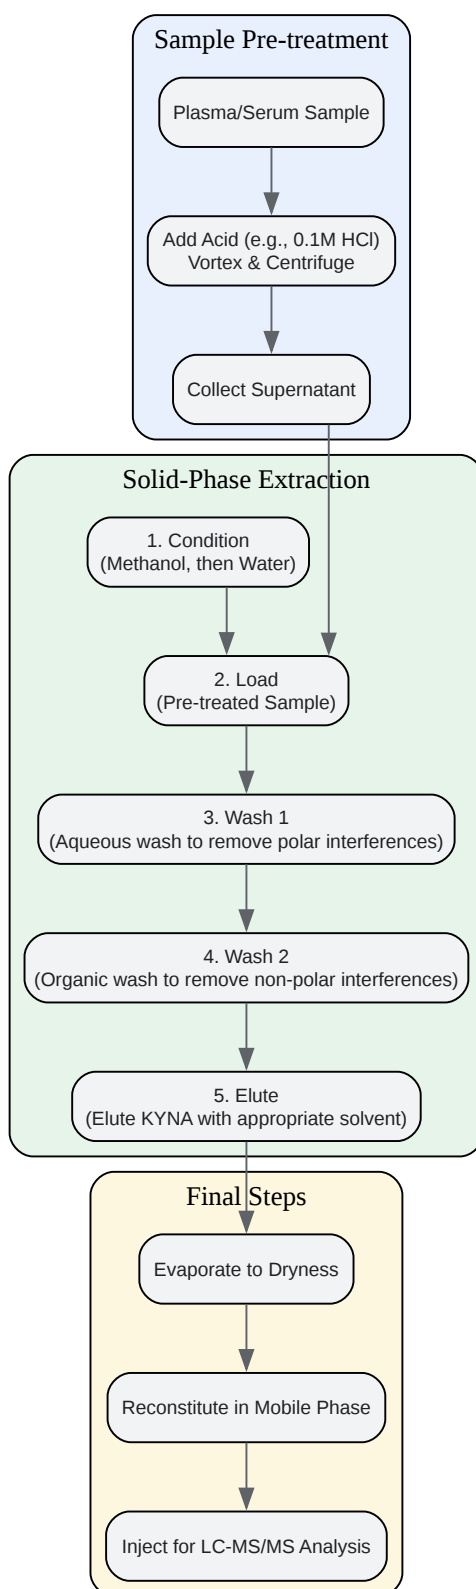 Sample Pre-treatment
Plasma/Serum Sample
Add Acid (e.g., 0.1M HCl)
Vortex & Centrifuge
Collect Supernatant
Solid-Phase Extraction
1. Condition
(Methanol, then Water)
2. Load
(Pre-treated Sample)
3. Wash 1
(Aqueous wash to remove polar interferences)
4. Wash 2
(Organic wash to remove non-polar interferences)
5. Elute
(Elute KYNA with appropriate solvent)
Final Steps
Evaporate to Dryness
Reconstitute in Mobile Phase
Inject for LC-MS/MS Analysis